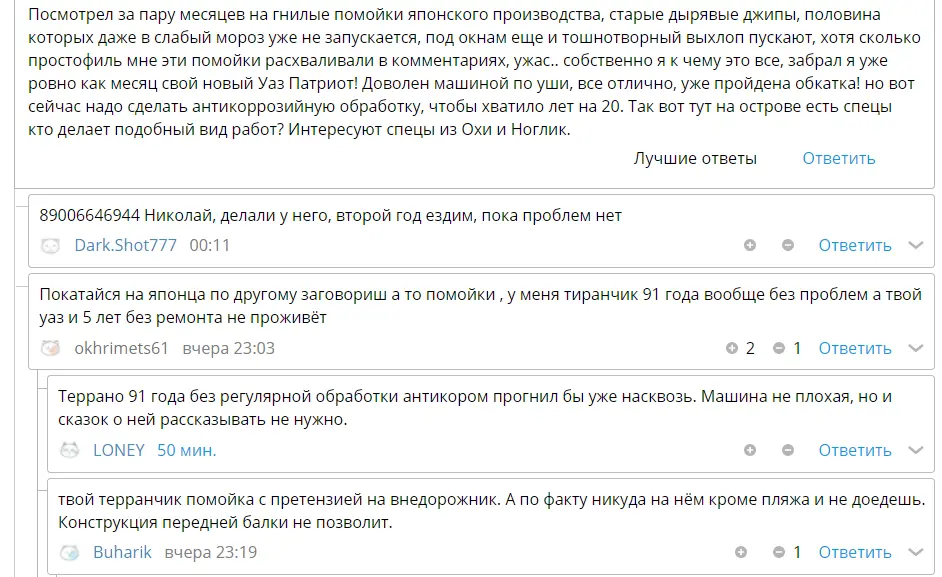 Посмотрел за пару месяцев на гнилые помойки японского производства, старые дырявые джипы, половина
которых даже в слабый мороз уже не запускается, под окнам еще и тошнотворный выхлоп пускают, хотя сколько
простофиль мне эти помойки расхваливали в комментариях, ужас.. собственно я к чему это все, забрал я уже
ровно как месяц свой новый Уаз Патриот! Доволен машиной по уши, все отлично, уже пройдена обкатка! но вот
сейчас надо сделать антикоррозийную обработку, чтобы хватило лет на 20. Так вот тут на острове есть спецы
кто делает подобный вид работ? Интересуют спецы из Охи и Ноглик.
Лучшие ответы Ответить
89006646944 Николай, делали у него, второй год ездим, пока проблем нет
Dark.Shot777 00:11 Ответить
Покатайся на японца по другому заговориш а то помойки , у меня тиранчик 91 года вообще без проблем а твой
уаз и 5 лет без ремонта не проживёт
okhrimets61 вчера 23:03 2 1 Ответить
Террано 91 года без регулярной обработки антикором прогнил бы уже насквозь. Машина не плохая, но и
сказок о ней рассказывать не нужно.
LONEY 50 мин. Ответить
твой терранчик помойка с претензией на внедорожник. А по факту никуда на нём кроме пляжа и не доедешь.
Конструкция передней балки не позволит.
Buharik вчера 23:19 1 Ответить